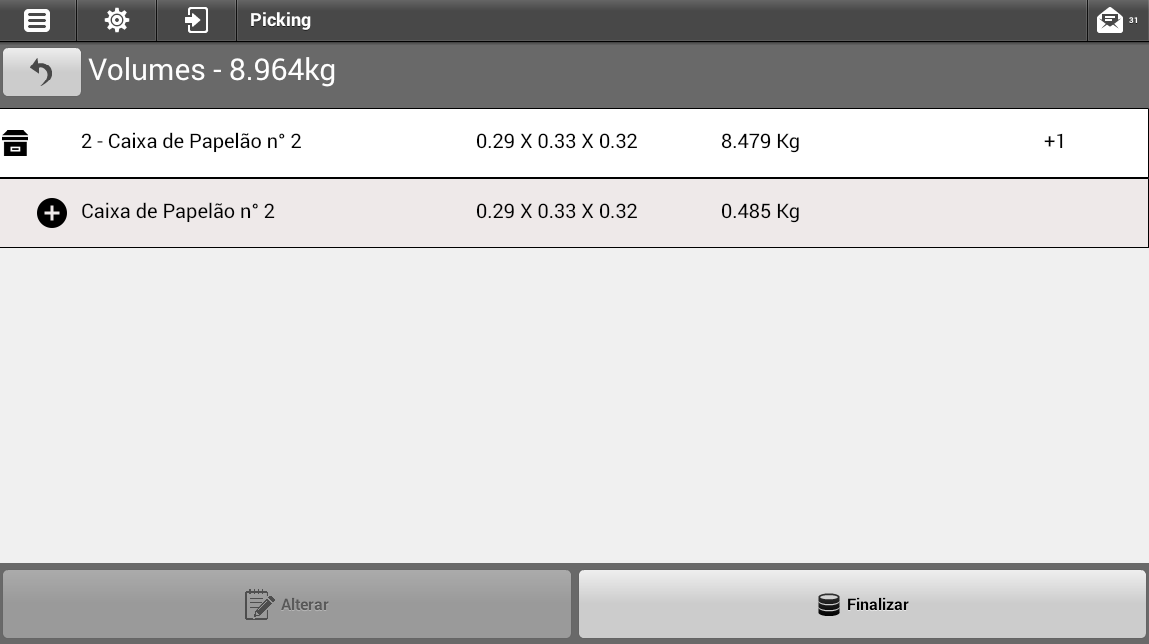 Picking
31
Volumes - 8.964kg
2 - Caixa de Papelão n° 2 0.29 X 0.33 X 0.32 8.479 Kg +1
Caixa de Papelão n° 2 0.29 X 0.33 X 0.32 0.485 Kg
Alterar
Finalizar